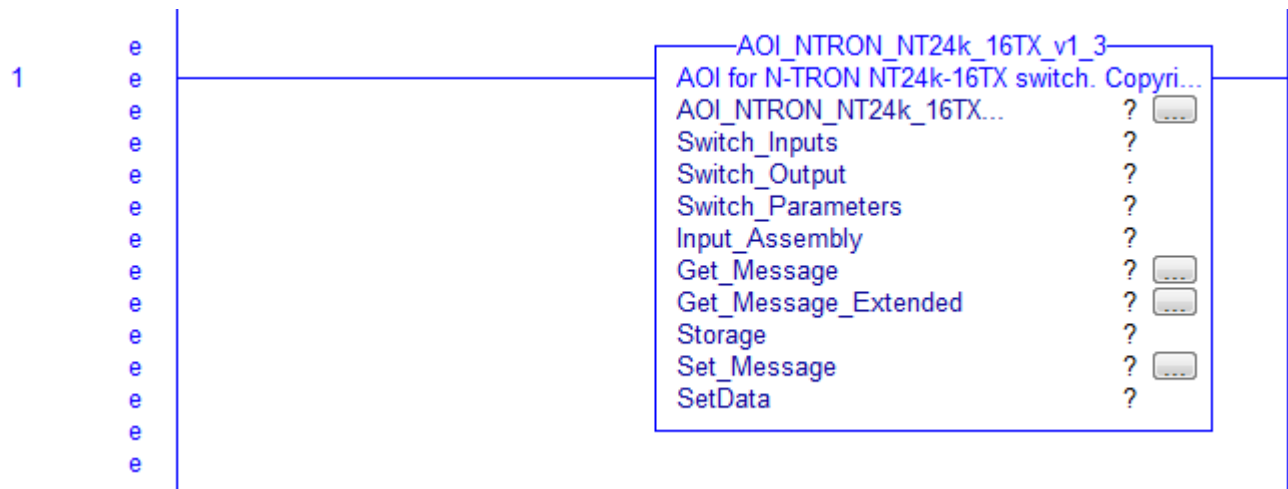 e
AOI_NTRON_NT24k_16TX_v1_3
1 e AOI for N-TRON NT24k-16TX switch. Copyri...
e AOI_NTRON_NT24k_16TX... ? ...
e Switch_Inputs ?
e Switch_Output ?
e Switch_Parameters ?
e Input_Assembly ?
e Get_Message ? ...
e Get_Message_Extended ? ...
e Storage ?
e Set_Message ? ...
e SetData ?
e
e